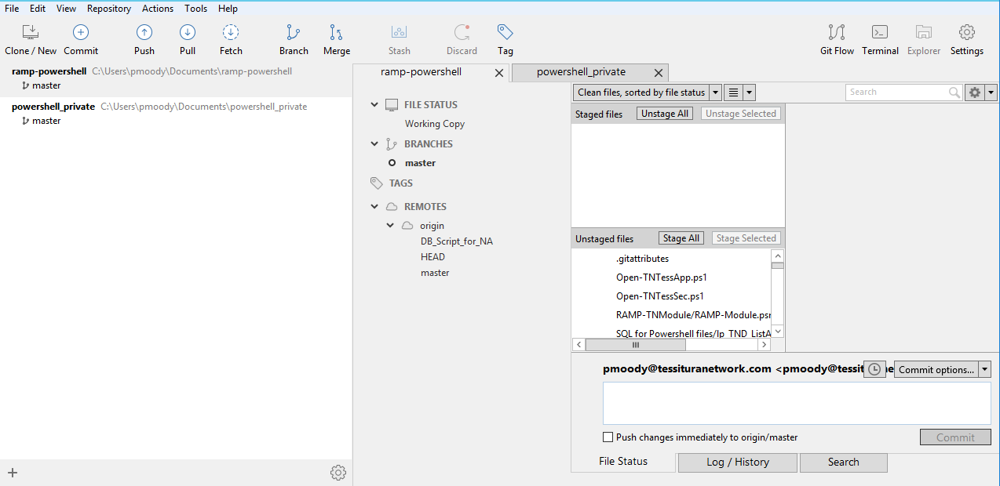 File Edit View Repository Actions Tools Help
Clone / New Commit Push Pull Fetch Branch Merge Stash Discard Tag Git Flow Terminal Explorer Settings
ramp-powershell C:\Users\pmoody\Documents\ramp-powershell
master
powershell_private C:\Users\pmoody\Documents\powershell_private
master
ramp-powershell
powershell_private
FILE STATUS
Working Copy
BRANCHES
master
TAGS
REMOTES
origin
DB_Script_for_NA
HEAD
master
Clean files, sorted by file status
Search
Staged files Unstage All Unstage Selected
Unstaged files Stage All Stage Selected
.gitattributes
Open-TNTessApp.ps1
Open-TNTessSec.ps1
RAMP-TNModule/RAMP-Module.psr
SQL for Powershell files/lp_TND_ListA
pmoody@tessituranetwork.com <pmoody@tessit ne Commit options...
Push changes immediately to origin/master Commit
File Status Log / History Search